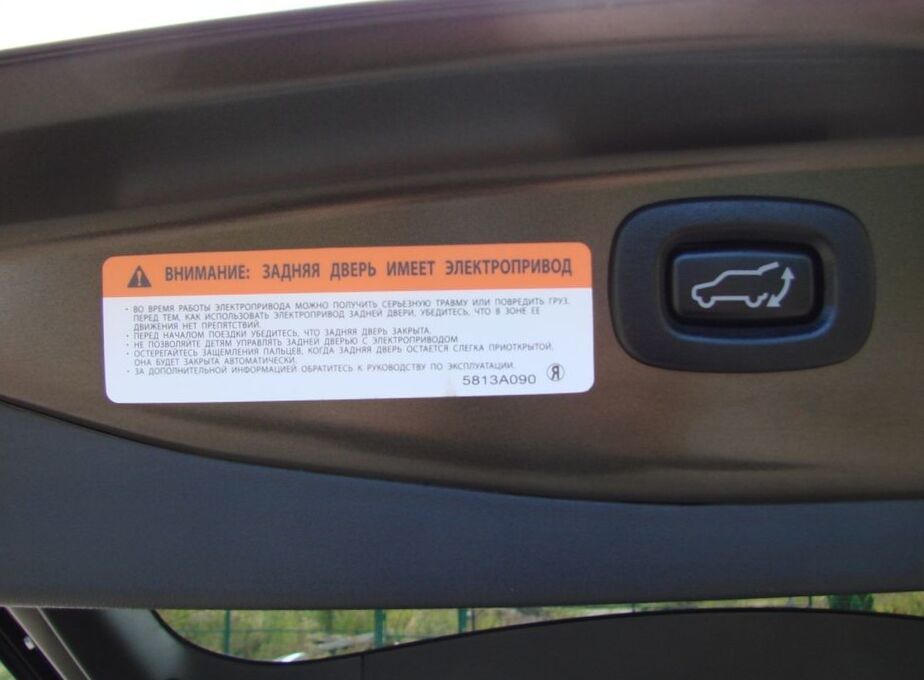 ВНИМАНИЕ: ЗАДНЯЯ ДВЕРЬ ИМЕЕТ ЭЛЕКТРОПРИВОД
· ВО ВРЕМЯ РАБОТЫ ЭЛЕКТРОПРИВОДА МОЖНО ПОЛУЧИТЬ СЕРЬЕЗНУЮ ТРАВМУ ИЛИ ПОВРЕДИТЬ ГРУЗ.
ПЕРЕД ТЕМ, КАК ИСПОЛЬЗОВАТЬ ЭЛЕКТРОПРИВОД ЗАДНЕЙ ДВЕРИ, УБЕДИТЕСЬ, ЧТО В ЗОНЕ ЕЕ
ДВИЖЕНИЯ НЕТ ПРЕПЯТСТВИЙ.
· ПЕРЕД НАЧАЛОМ ПОЕЗДКИ УБЕДИТЕСЬ, ЧТО ЗАДНЯЯ ДВЕРЬ ЗАКРЫТА.
· НЕ ПОЗВОЛЯЙТЕ ДЕТЯМ УПРАВЛЯТЬ ЗАДНЕЙ ДВЕРЬЮ С ЭЛЕКТРОПРИВОДОМ
· ОСТЕРЕГАЙТЕСЬ ЗАЩЕМЛЕНИЯ ПАЛЬЦЕВ, КОГДА ЗАДНЯЯ ДВЕРЬ ОСТАЕТСЯ СЛЕГКА ПРИОТКРЫТОЙ,
ОНА БУДЕТ ЗАКРЫТА АВТОМАТИЧЕСКИ.
· ЗА ДОПОЛНИТЕЛЬНОЙ ИНФОРМАЦИЕЙ ОБРАТИТЕСЬ К РУКОВОДСТВУ ПО ЭКСПЛУАТАЦИИ.
5813A090 Я